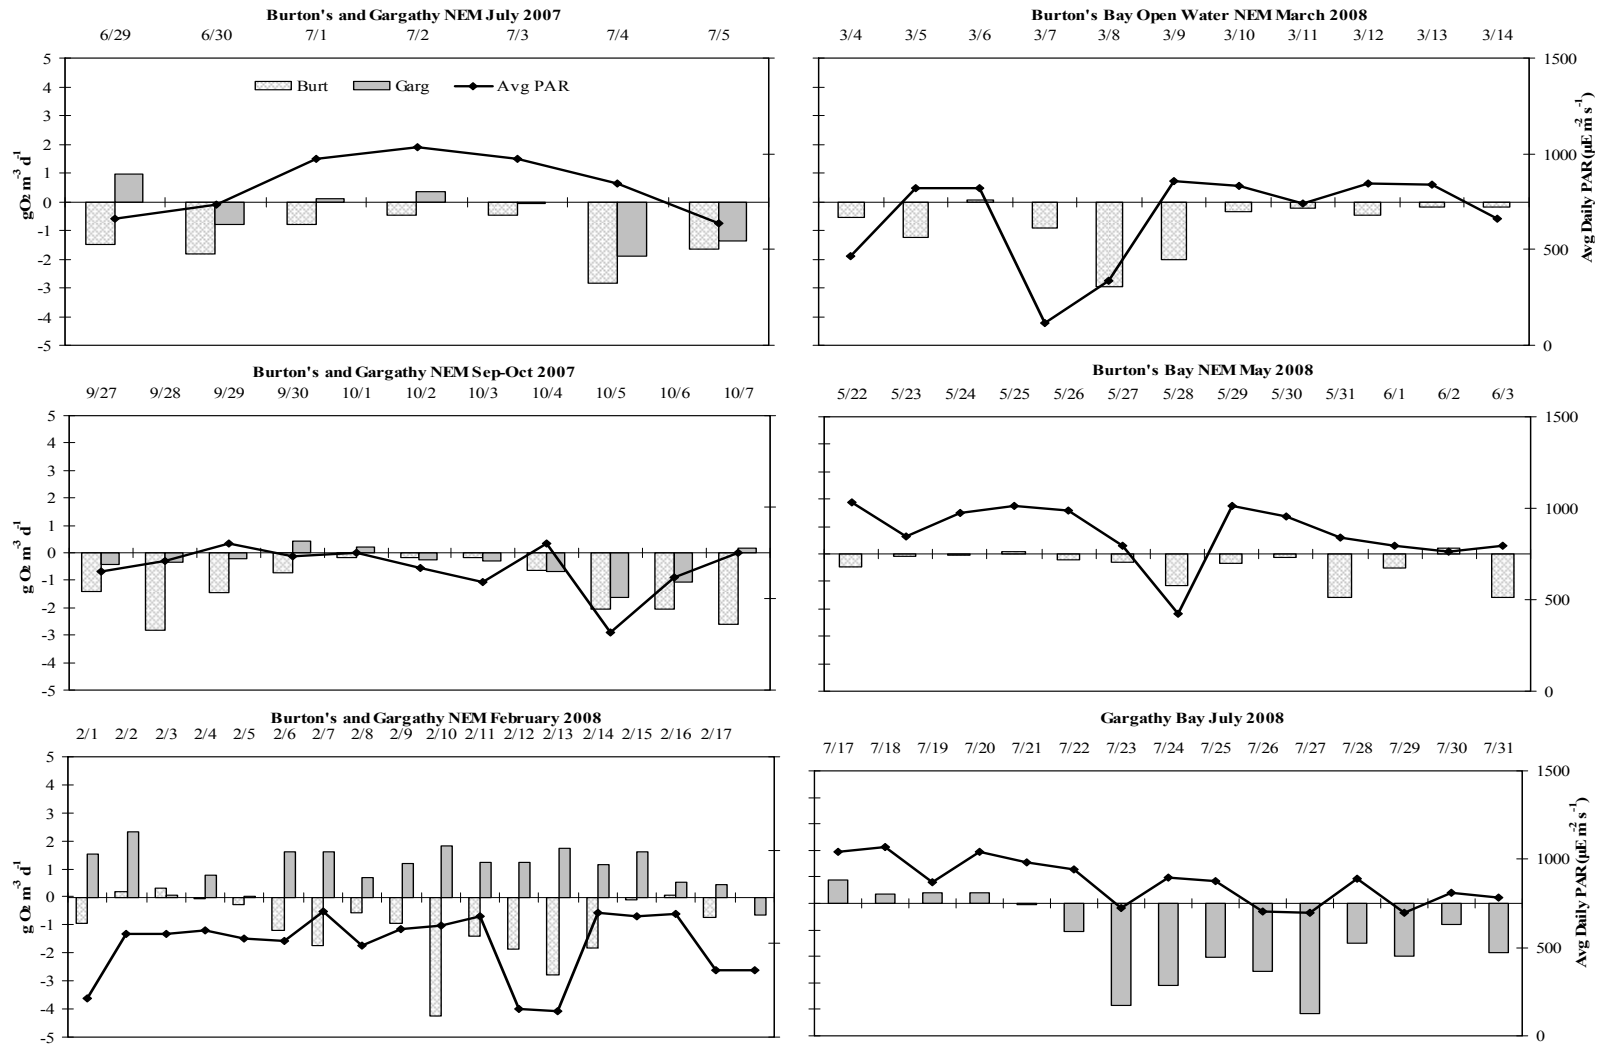 Burton's and Gargathy NEM July 2007
6/29 6/30 7/1 7/2 7/3 7/4 7/5
5
4
3
2
1
0
-1
-2
-3
-4
-5
gO₂ m⁻³ d⁻¹
Burt Garg Avg PAR
Burton's Bay Open Water NEM March 2008
3/4 3/5 3/6 3/7 3/8 3/9 3/10 3/11 3/12 3/13 3/14
1500
1000
500
0
Avg Daily PAR (µE m⁻² s⁻¹)
Burton's and Gargathy NEM Sep-Oct 2007
9/27 9/28 9/29 9/30 10/1 10/2 10/3 10/4 10/5 10/6 10/7
5
4
3
2
1
0
-1
-2
-3
-4
-5
g O₂ m⁻³ d⁻¹
Burton's Bay NEM May 2008
5/22 5/23 5/24 5/25 5/26 5/27 5/28 5/29 5/30 5/31 6/1 6/2 6/3
1500
1000
500
0
Burton's and Gargathy NEM February 2008
2/1 2/2 2/3 2/4 2/5 2/6 2/7 2/8 2/9 2/10 2/11 2/12 2/13 2/14 2/15 2/16 2/17
5
4
3
2
1
0
-1
-2
-3
-4
-5
g O₂ m⁻³ d⁻¹
Gargathy Bay July 2008
7/17 7/18 7/19 7/20 7/21 7/22 7/23 7/24 7/25 7/26 7/27 7/28 7/29 7/30 7/31
1500
1000
500
0
Avg Daily PAR (µE m⁻² s⁻¹)